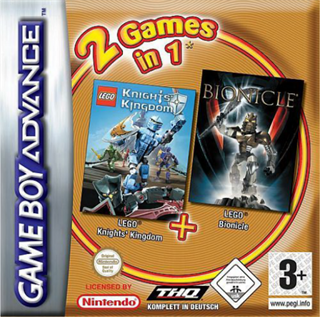 GAME BOY ADVANCE
2 Games
in 1*
LEGO
KNIGHTS'
KINGDOM
BIONICLE
LEGO®
Knights' Kingdom
+
LEGO®
Bionicle
LICENSED BY
Nintendo
THQ
KOMPLETT IN DEUTSCH
3+
www.pegi.info